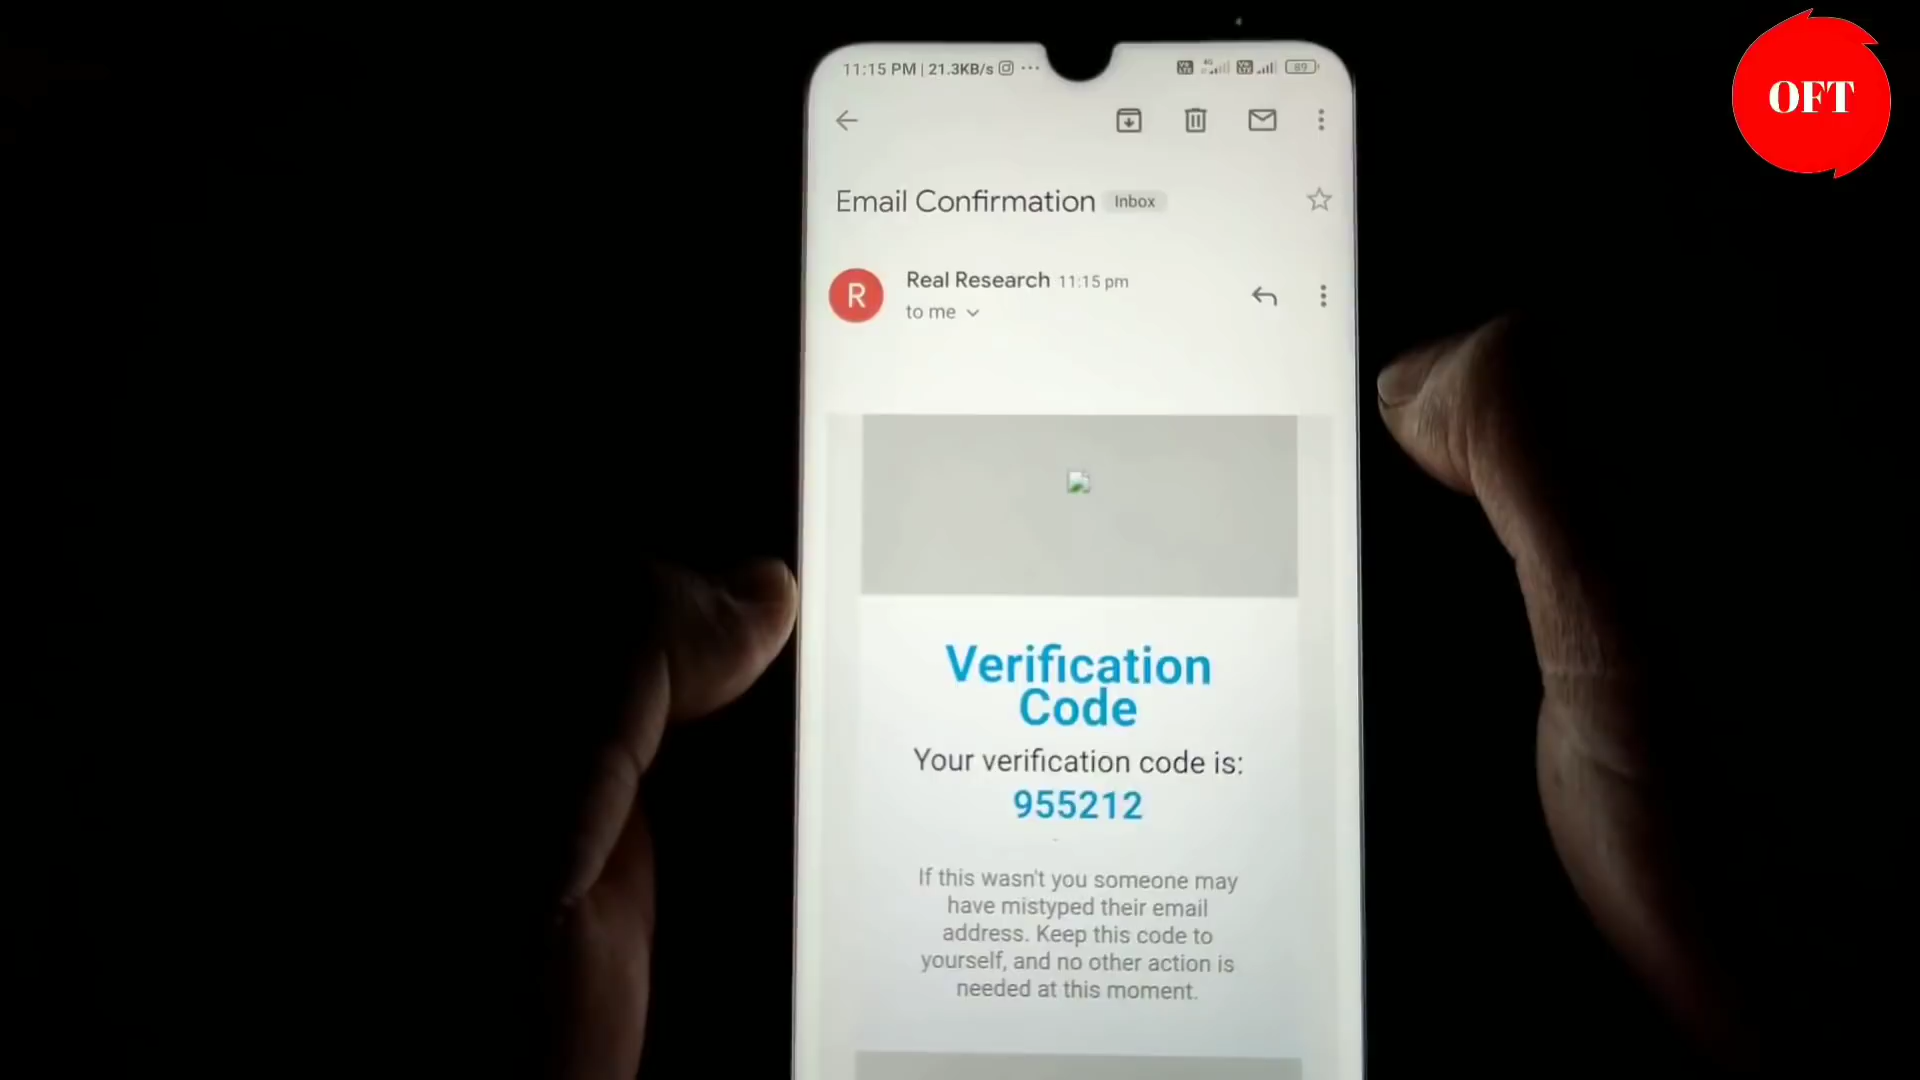 OFT
11:15 PM | 21.3KB/s
89
Email Confirmation Inbox
R
Real Research 11:15 pm
to me
Verification
Code
Your verification code is:
955212
If this wasn't you someone may
have mistyped their email
address. Keep this code to
yourself, and no other action is
needed at this moment.